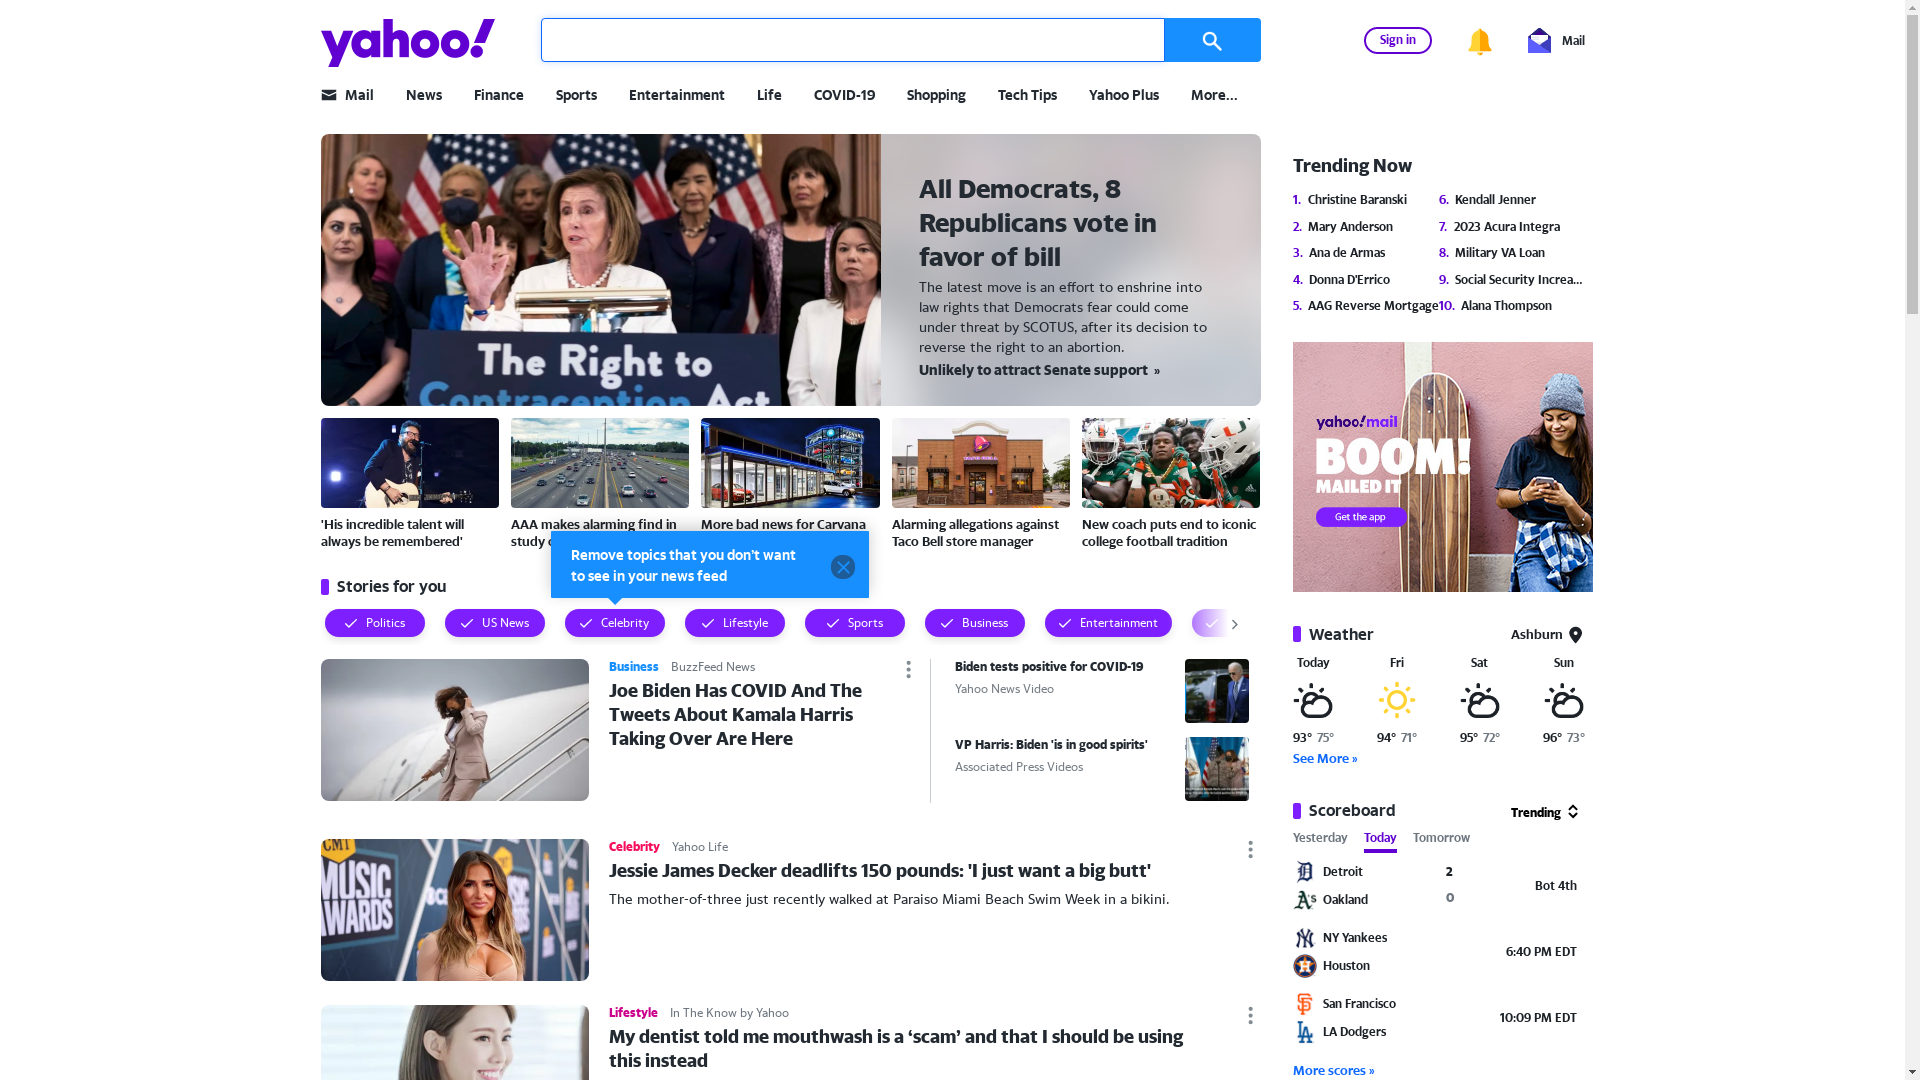 yahoo!
Sign in
Mail
Mail
News
Finance
Sports
Entertainment
Life
COVID-19
Shopping
Tech Tips
Yahoo Plus
More...
The Right to
Contraception Act
All Democrats, 8
Republicans vote in
favor of bill
The latest move is an effort to enshrine into
law rights that Democrats fear could come
under threat by SCOTUS, after its decision to
reverse the right to an abortion.
Unlikely to attract Senate support »
'His incredible talent will
always be remembered'
AAA makes alarming find in
study
More bad news for Carvana
Alarming allegations against
Taco Bell store manager
New coach puts end to iconic
college football tradition
Remove topics that you don't want
to see in your news feed
Stories for you
Politics
US News
Celebrity
Lifestyle
Sports
Business
Entertainment
Business BuzzFeed News
Joe Biden Has COVID And The
Tweets About Kamala Harris
Taking Over Are Here
Biden tests positive for COVID-19
Yahoo News Video
VP Harris: Biden 'is in good spirits'
Associated Press Videos
CMT
MUSIC
AWARDS
Celebrity Yahoo Life
Jessie James Decker deadlifts 150 pounds: 'I just want a big butt'
The mother-of-three just recently walked at Paraiso Miami Beach Swim Week in a bikini.
Lifestyle In The Know by Yahoo
My dentist told me mouthwash is a ‘scam’ and that I should be using
this instead
Trending Now
1. Christine Baranski
2. Mary Anderson
3. Ana de Armas
4. Donna D'Errico
5. AAG Reverse Mortgage
6. Kendall Jenner
7. 2023 Acura Integra
8. Military VA Loan
9. Social Security Increa...
10. Alana Thompson
yahoo!mail
BOOM!
MAILED IT
Get the app
Weather
Ashburn
Today Fri Sat Sun
93° 75° 94° 71° 95° 72° 96° 73°
See More »
Scoreboard
Trending
Yesterday Today Tomorrow
Detroit 2
Oakland 0
Bot 4th
NY Yankees
Houston
6:40 PM EDT
San Francisco
LA Dodgers
10:09 PM EDT
More scores »